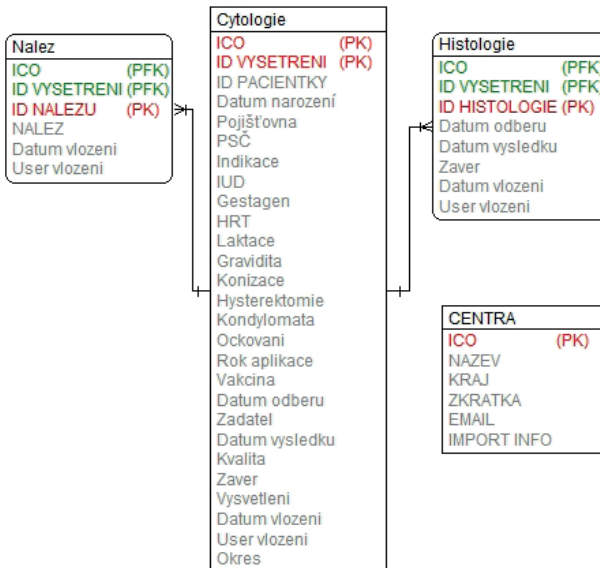 Nalez
ICO (PFK)
ID VYSETRENI (PFK)
ID NALEZU (PK)
NALEZ
Datum vlozeni
User vlozeni
Cytologie
ICO (PK)
ID VYSETRENI (PK)
ID PACIENTKY
Datum narození
Pojišťovna
PSČ
Indikace
IUD
Gestagen
HRT
Laktace
Gravidita
Konizace
Hysterektomie
Kondylomata
Ockovani
Rok aplikace
Vakcina
Datum odberu
Zadatel
Datum vysledku
Kvalita
Zaver
Vysvetleni
Datum vlozeni
User vlozeni
Okres
Histologie
ICO (PFK)
ID VYSETRENI (PFK)
ID HISTOLOGIE (PK)
Datum odberu
Datum vysledku
Zaver
Datum vlozeni
User vlozeni
CENTRA
ICO (PK)
NAZEV
KRAJ
ZKRATKA
EMAIL
IMPORT INFO